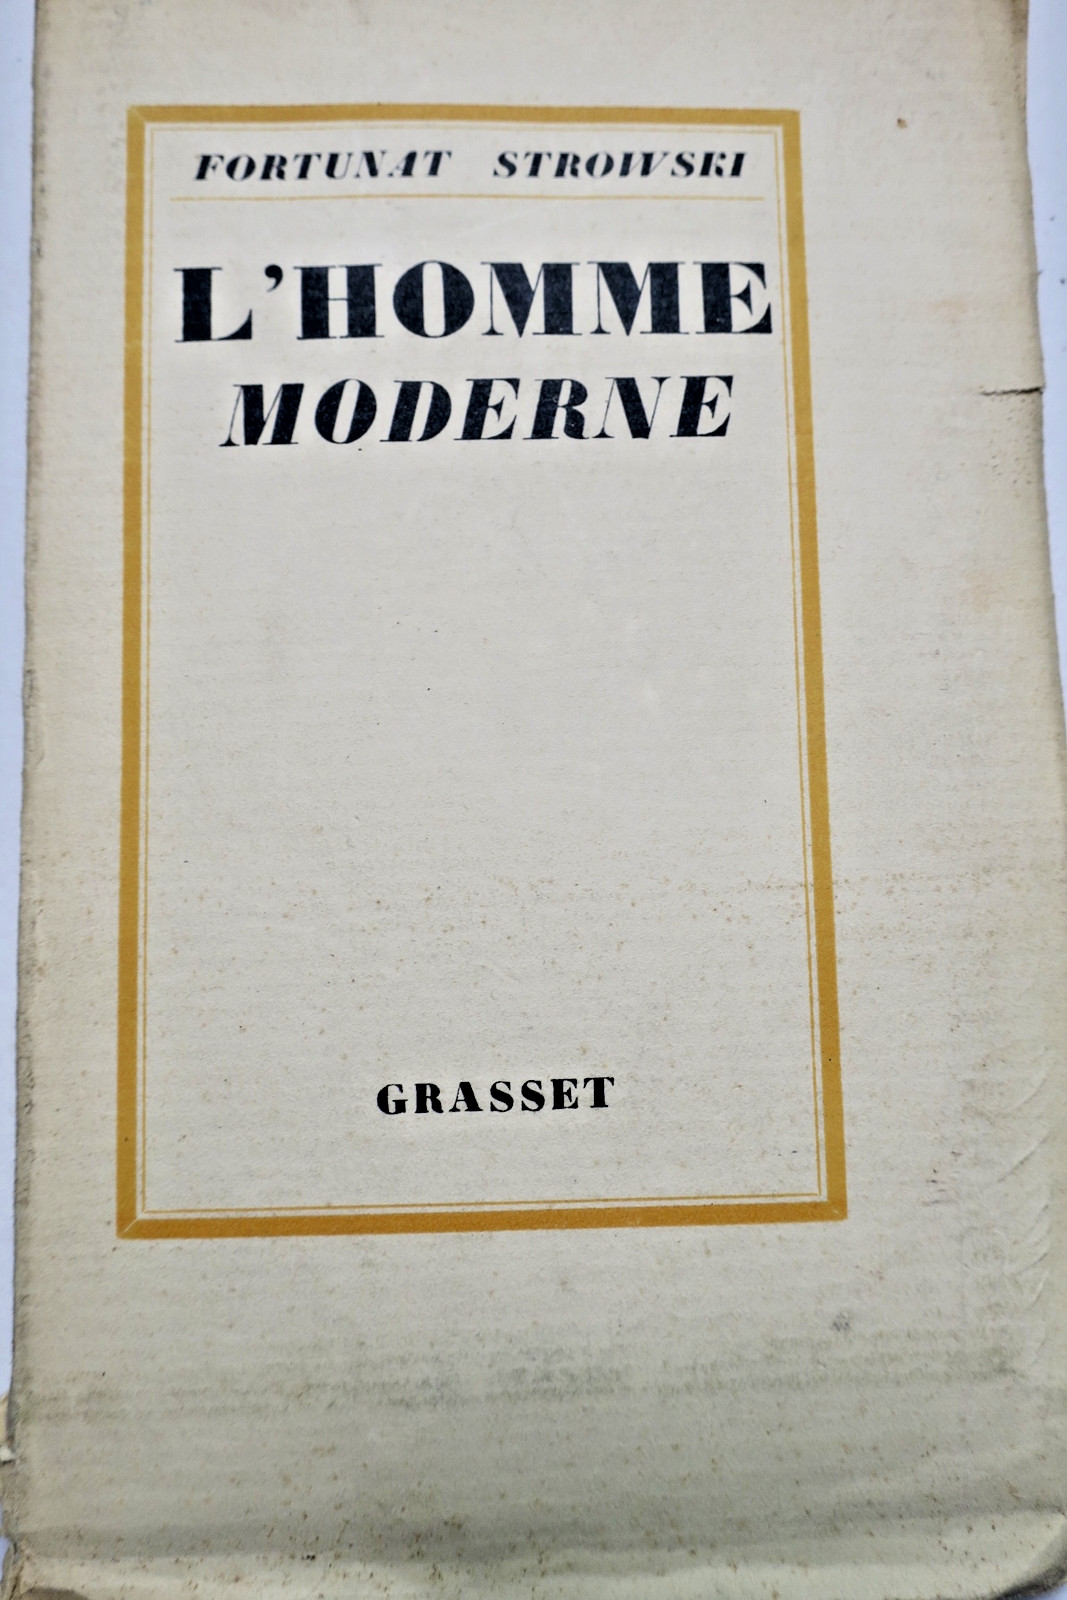 FORTUNAT STROWSKI
L'HOMME
MODERNE
GRASSET